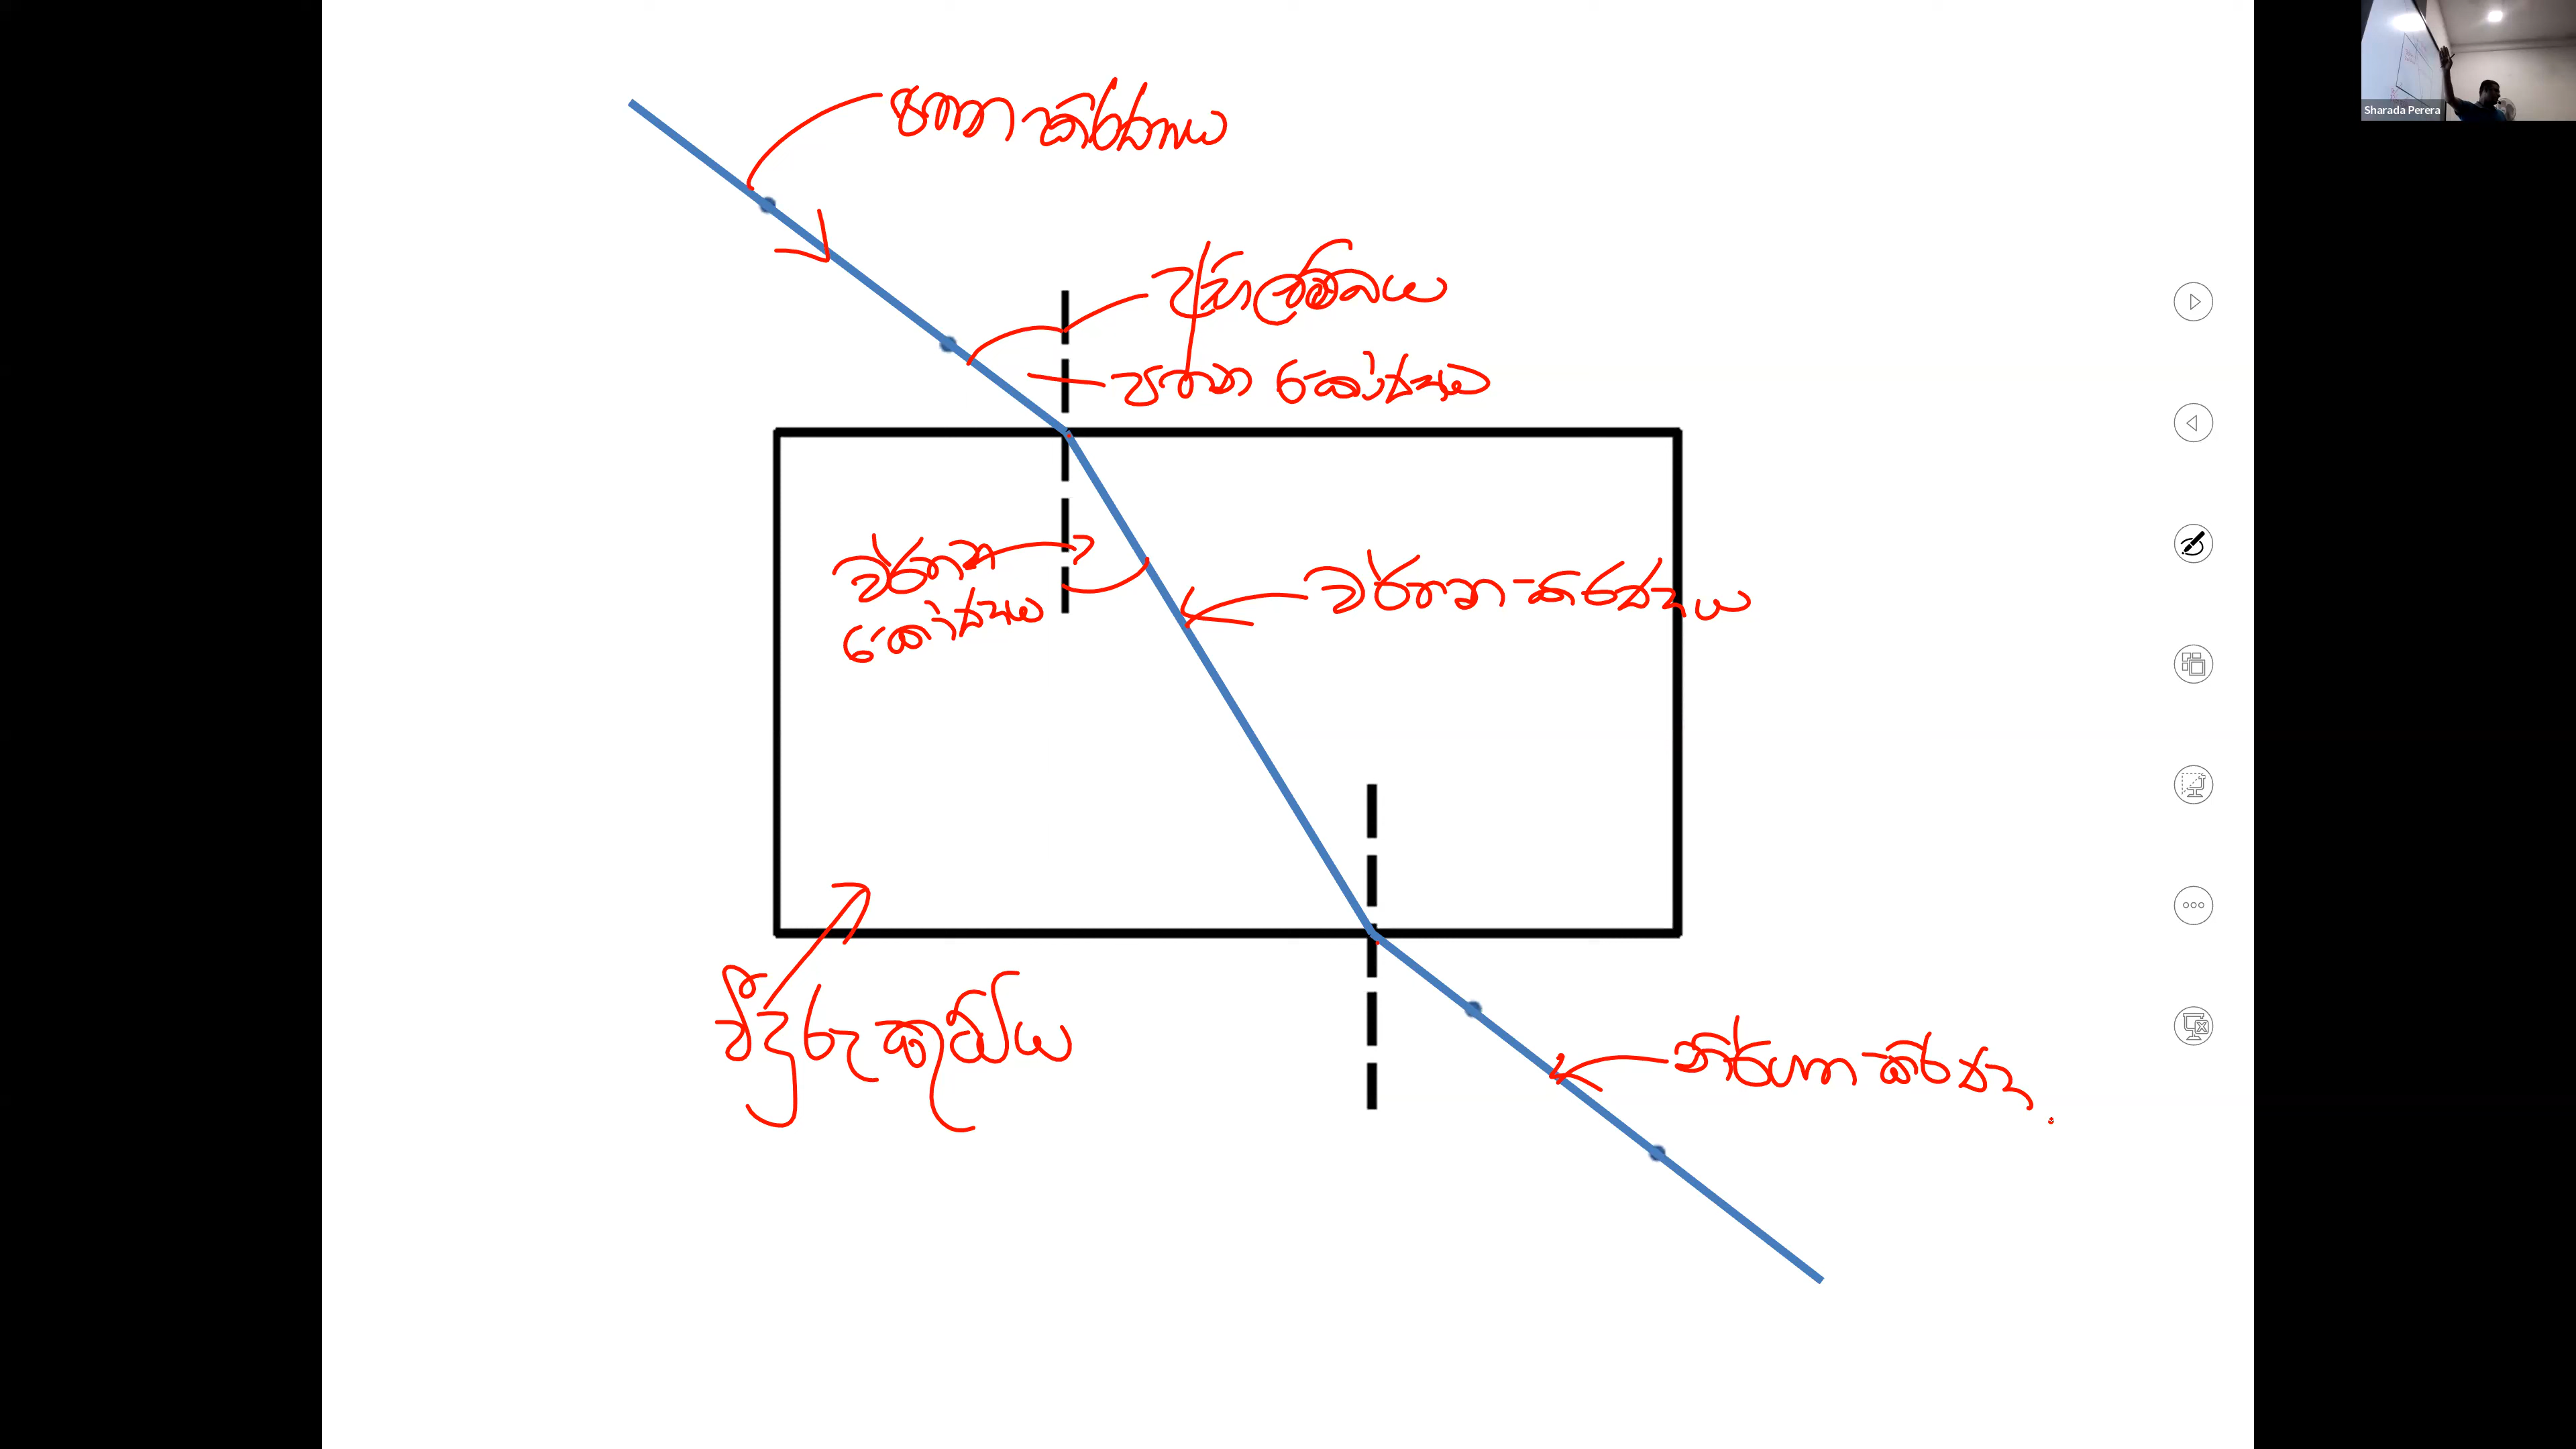 Sharada Perera
පතන කිරණය
අභිලම්බය
පතන කෝණය
වර්තන
කෝණය
වර්තන කිරණය
වීදුරු කුට්ටිය
නිර්ගත කිරණ